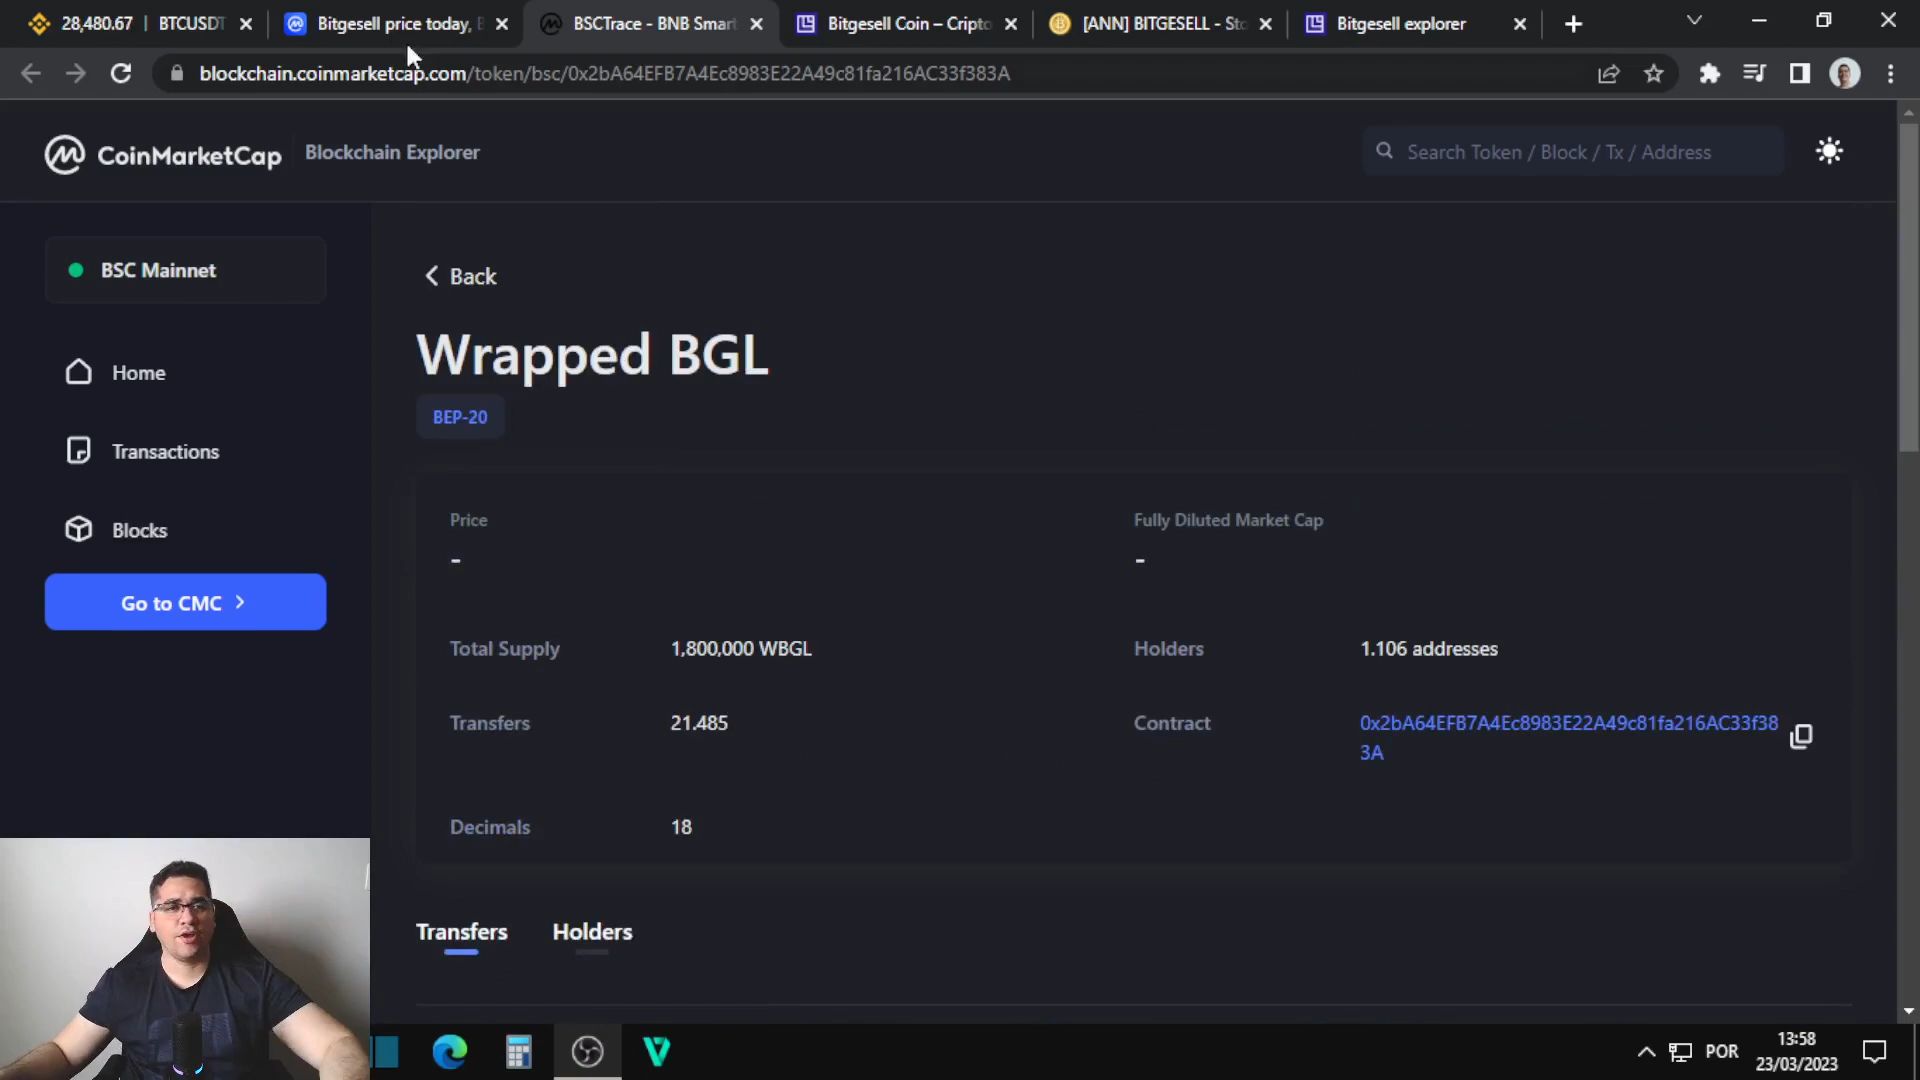 28,480.67 | BTCUSDT
Bitgesell price today, B
BSCTrace - BNB Smart
Bitgesell Coin – Cripto
[ANN] BITGESELL - Sto
Bitgesell explorer
blockchain.coinmarketcap.com/token/bsc/0x2bA64EFB7A4Ec8983E22A49c81fa216AC33f383A
CoinMarketCap
Blockchain Explorer
Search Token / Block / Tx / Address
BSC Mainnet
Home
Transactions
Blocks
Go to CMC >
< Back
Wrapped BGL
BEP-20
Price
-
Fully Diluted Market Cap
-
Total Supply
1,800,000 WBGL
Holders
1.106 addresses
Transfers
21.485
Contract
0x2bA64EFB7A4Ec8983E22A49c81fa216AC33f38
3A
Decimals
18
Transfers
Holders
POR
13:58
23/03/2023